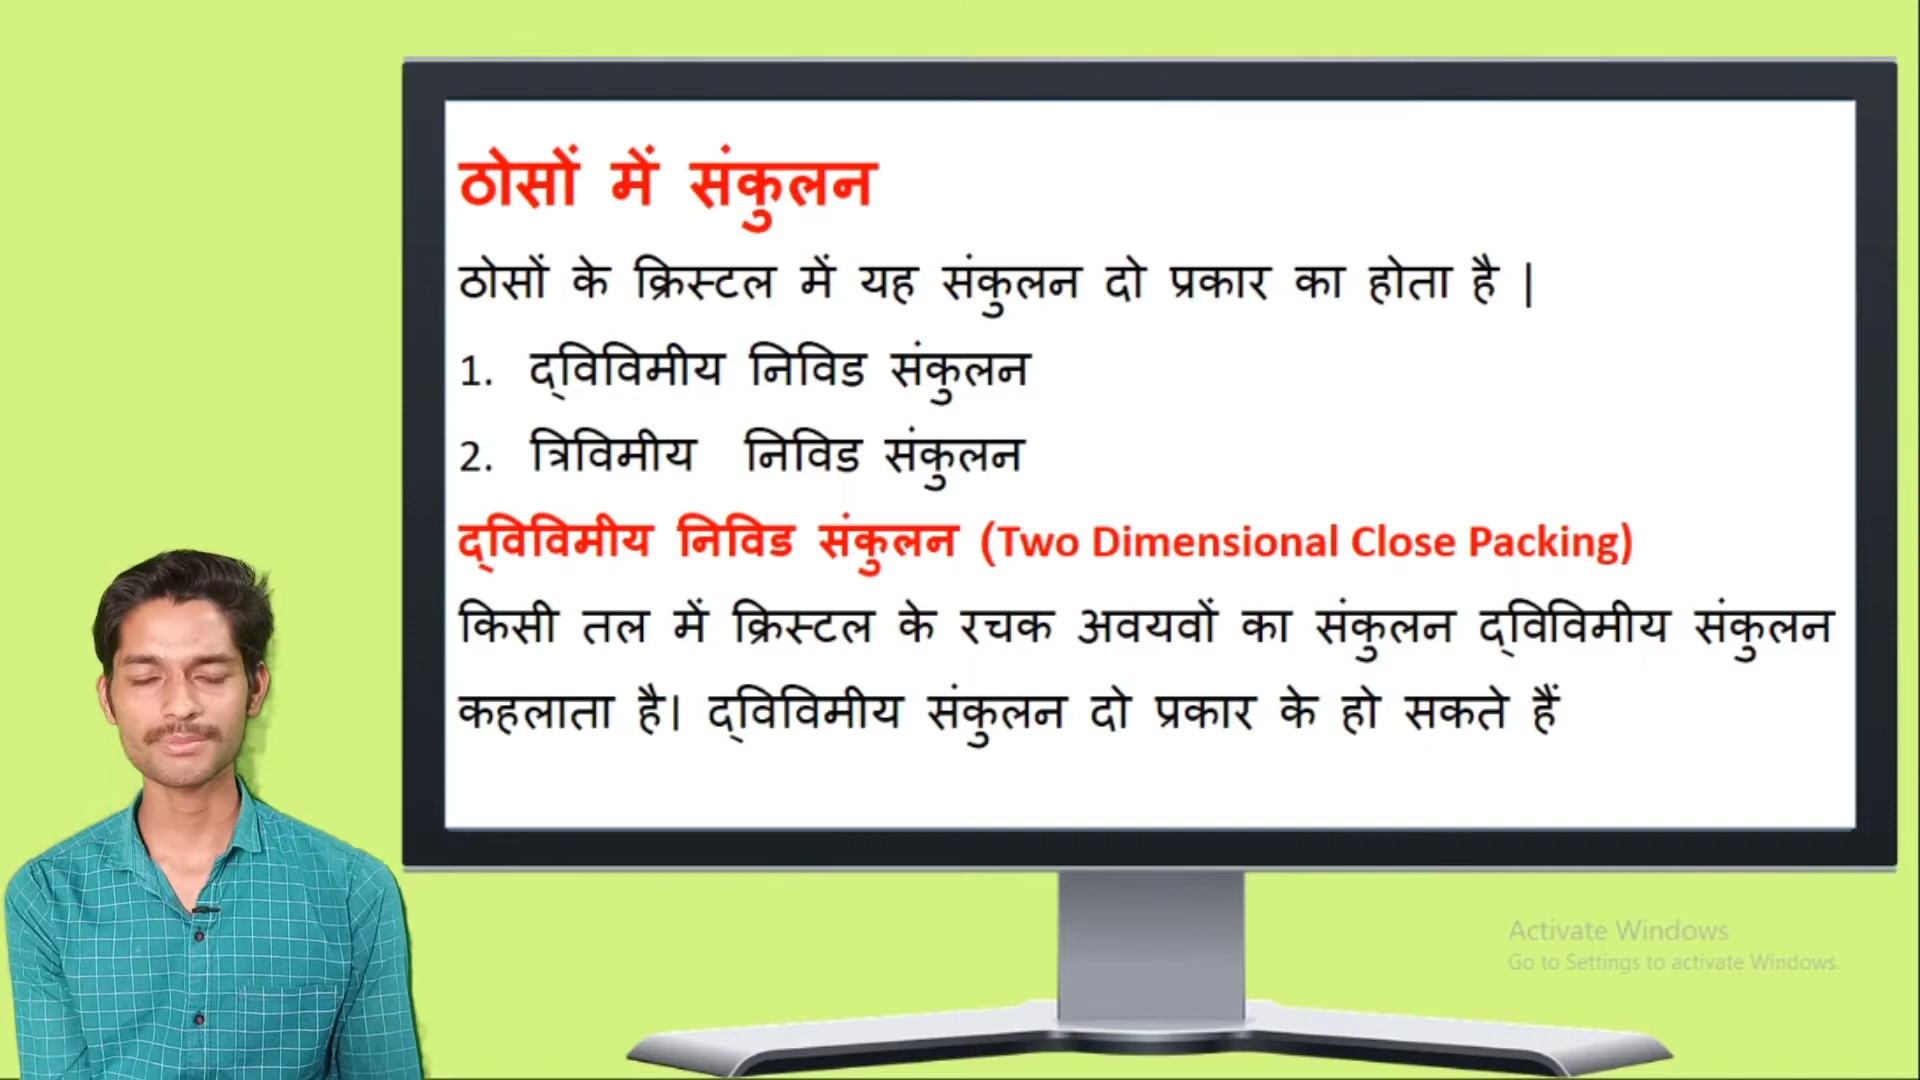 ठोसों में संकुलन
ठोसों के क्रिस्टल में यह संकुलन दो प्रकार का होता है |
1. द्विविमीय निविड संकुलन
2. त्रिविमीय निविड संकुलन
द्विविमीय निविड संकुलन (Two Dimensional Close Packing)
किसी तल में क्रिस्टल के रचक अवयवों का संकुलन द्विविमीय संकुलन
कहलाता है। द्विविमीय संकुलन दो प्रकार के हो सकते हैं
Activate Windows
Go to Settings to activate Windows.